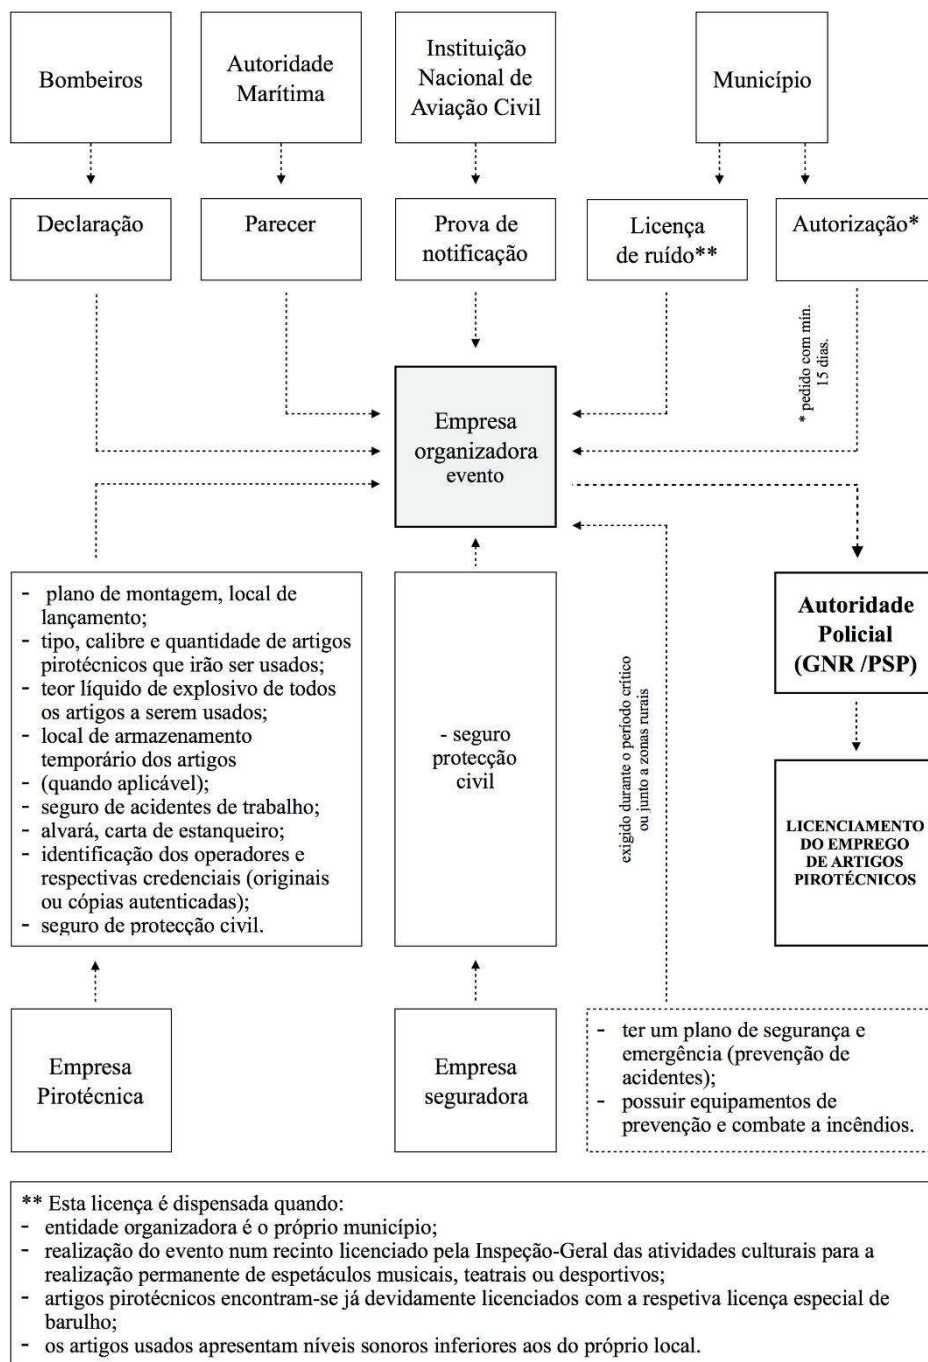 Bombeiros
Autoridade
Marítima
Instituição
Nacional de
Aviação Civil
Município
Declaração
Parecer
Prova de
notificação
Licença
de ruído**
Autorização*
* pedido com mín.
15 dias.
Empresa
organizadora
evento
- plano de montagem, local de
lançamento;
- tipo, calibre e quantidade de artigos
pirotécnicos que irão ser usados;
- teor líquido de explosivo de todos
os artigos a serem usados;
- local de armazenamento
temporário dos artigos
- (quando aplicável);
- seguro de acidentes de trabalho;
- alvará, carta de estanqueiro;
- identificação dos operadores e
respectivas credenciais (originais
ou cópias autenticadas);
- seguro de protecção civil.
- seguro
protecção
civil
exigido durante o período crítico
ou junto a zonas rurais
Autoridade
Policial
(GNR /PSP)
LICENCIAMENTO
DO EMPREGO
DE ARTIGOS
PIROTÉCNICOS
Empresa
Pirotécnica
Empresa
seguradora
- ter um plano de segurança e
emergência (prevenção de
acidentes);
- possuir equipamentos de
prevenção e combate a incêndios.
** Esta licença é dispensada quando:
- entidade organizadora é o próprio município;
- realização do evento num recinto licenciado pela Inspeção-Geral das atividades culturais para a
realização permanente de espetáculos musicais, teatrais ou desportivos;
- artigos pirotécnicos encontram-se já devidamente licenciados com a respetiva licença especial de
barulho;
- os artigos usados apresentam níveis sonoros inferiores aos do próprio local.